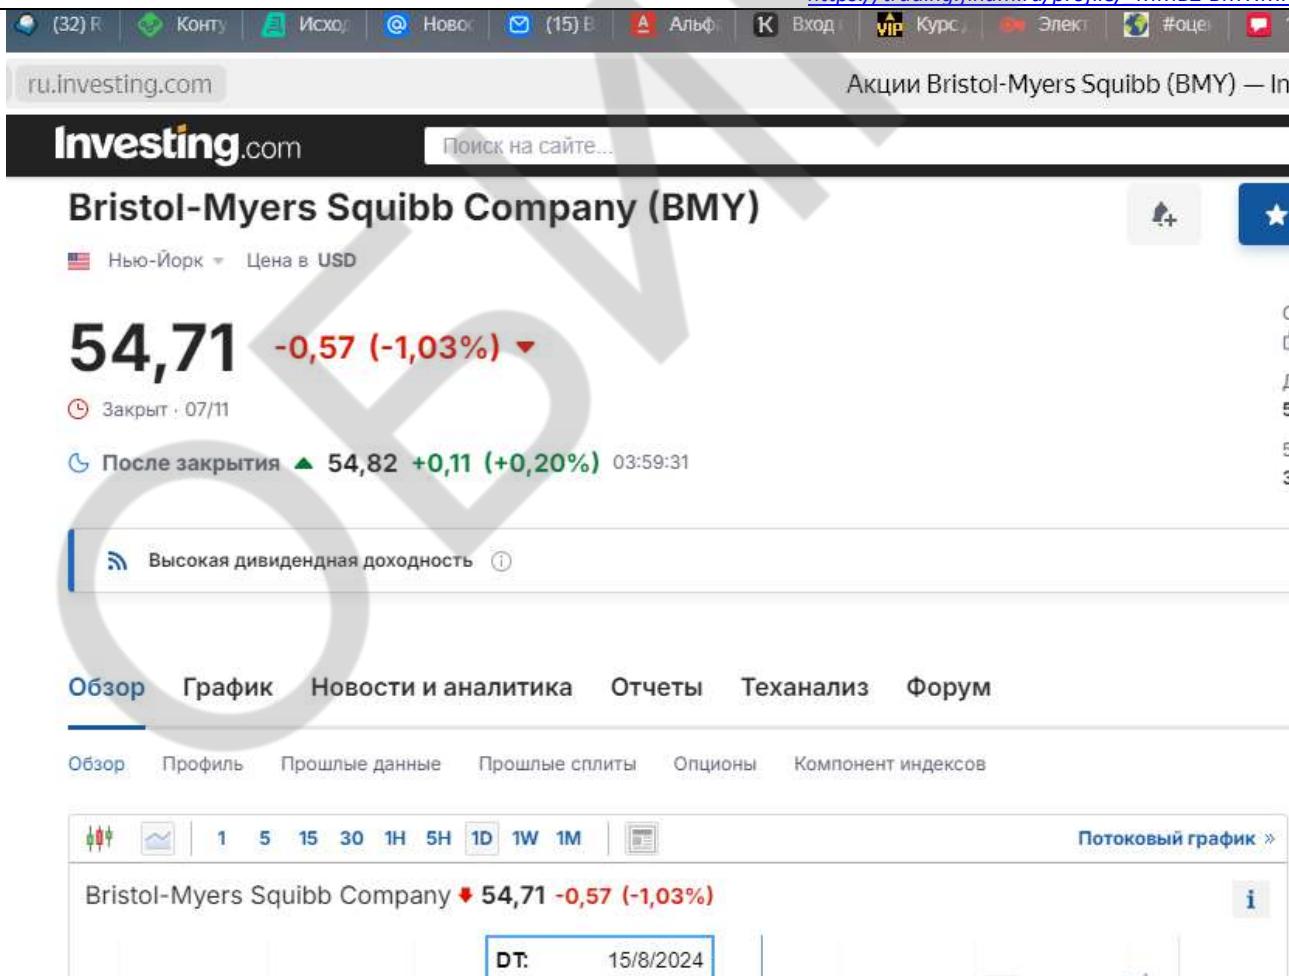 (32) R Конту Исход Новос (15) В Альфа Вход Курс Элект #оце
ru.investing.com Акции Bristol-Myers Squibb (BMY) — In
Investing.com Поиск на сайте...
Bristol-Myers Squibb Company (BMY)
Нью-Йорк Цена в USD
54,71 -0,57 (-1,03%)
Закрыт · 07/11
После закрытия 54,82 +0,11 (+0,20%) 03:59:31
Высокая дивидендная доходность
Обзор График Новости и аналитика Отчеты Теханализ Форум
Обзор Профиль Прошлые данные Прошлые сплиты Опционы Компонент индексов
1 5 15 30 1H 5H 1D 1W 1M Потоковый график »
Bristol-Myers Squibb Company 54,71 -0,57 (-1,03%)
DT: 15/8/2024